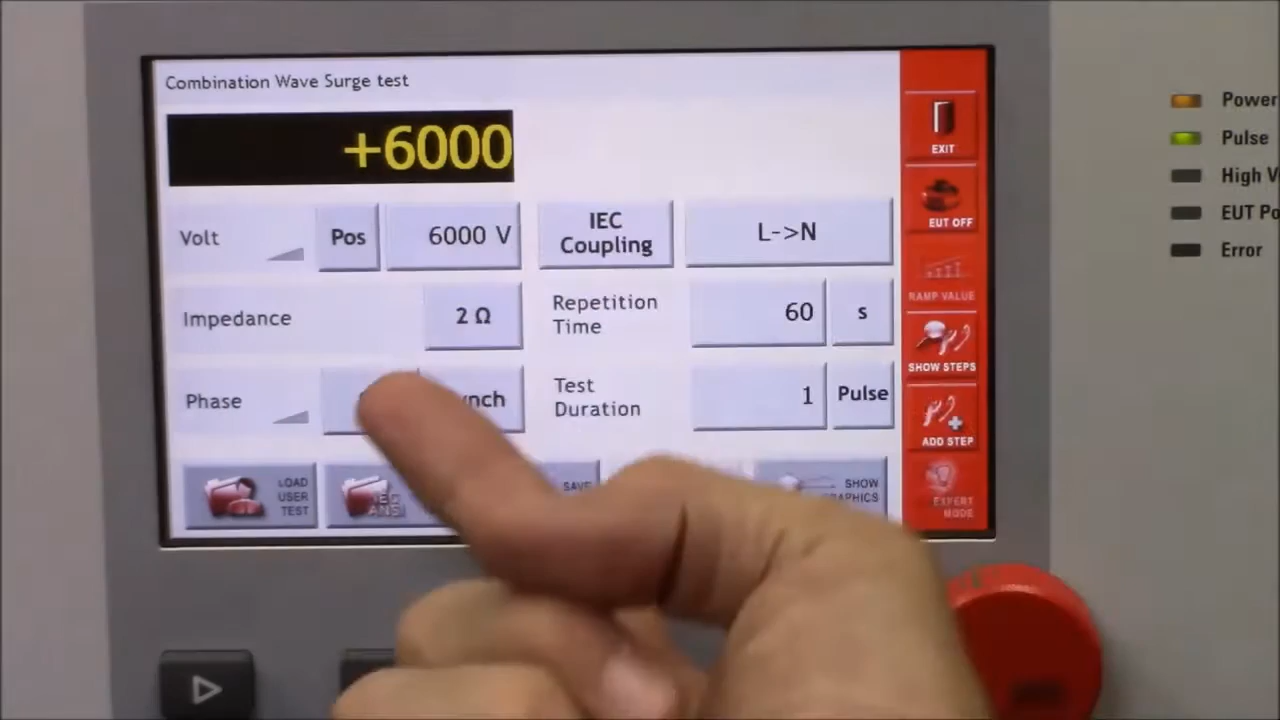 Combination Wave Surge test
+6000
Volt
Pos
6000 V
IEC
Coupling
L->N
Impedance
2 Ω
Repetition
Time
60
s
Phase
Test
Duration
1
Pulse
LOAD
USER
TEST
SAVE
SHOW
EXIT
EUT OFF
RAMP VALUE
SHOW STEPS
ADD STEP
EXPERT
MODE
Power
Pulse
High V
EUT Po
Error